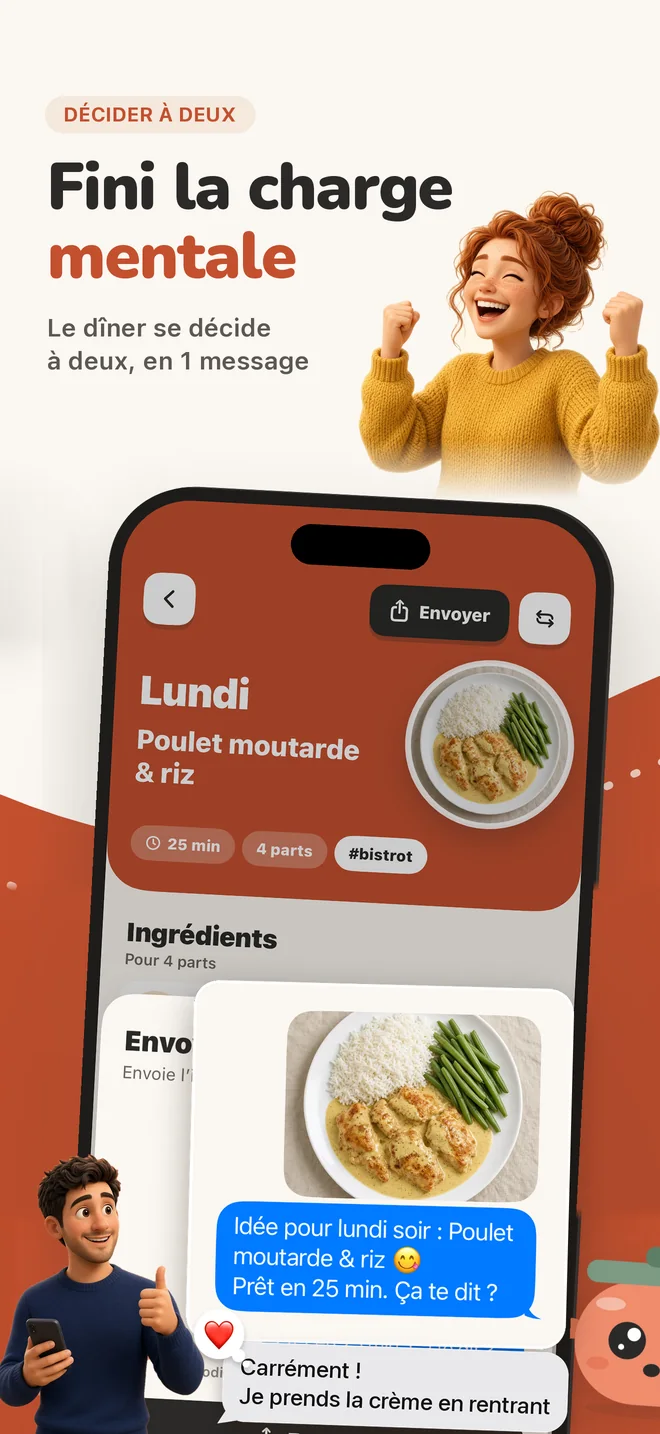 DÉCIDER À DEUX
Fini la charge
mentale
Le dîner se décide
à deux, en 1 message
Envoyer
Lundi
Poulet moutarde
& riz
25 min
4 parts
#bistrot
Ingrédients
Pour 4 parts
Envo
Envoie l'i
Idée pour lundi soir : Poulet
moutarde & riz 😋
Prêt en 25 min. Ça te dit ?
Carrément !
Je prends la crème en rentrant